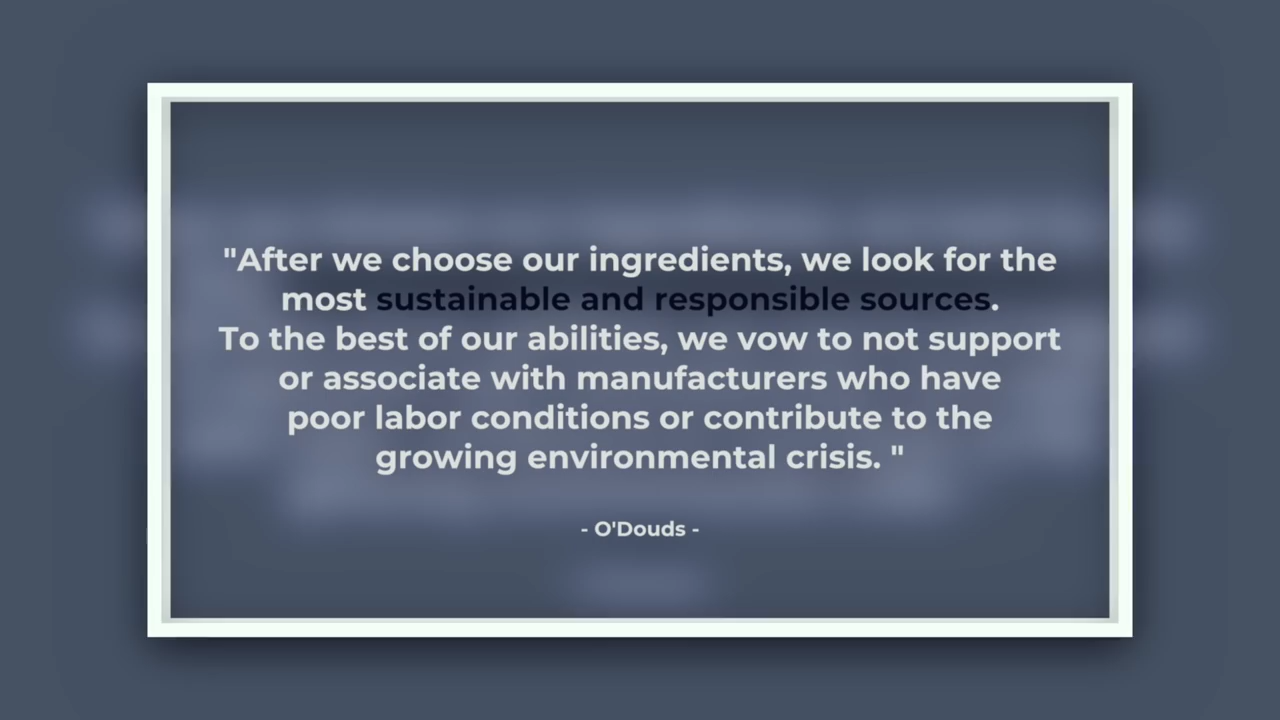 "After we choose our ingredients, we look for the
most sustainable and responsible sources.
To the best of our abilities, we vow to not support
or associate with manufacturers who have
poor labor conditions or contribute to the
growing environmental crisis. "
- O'Douds -